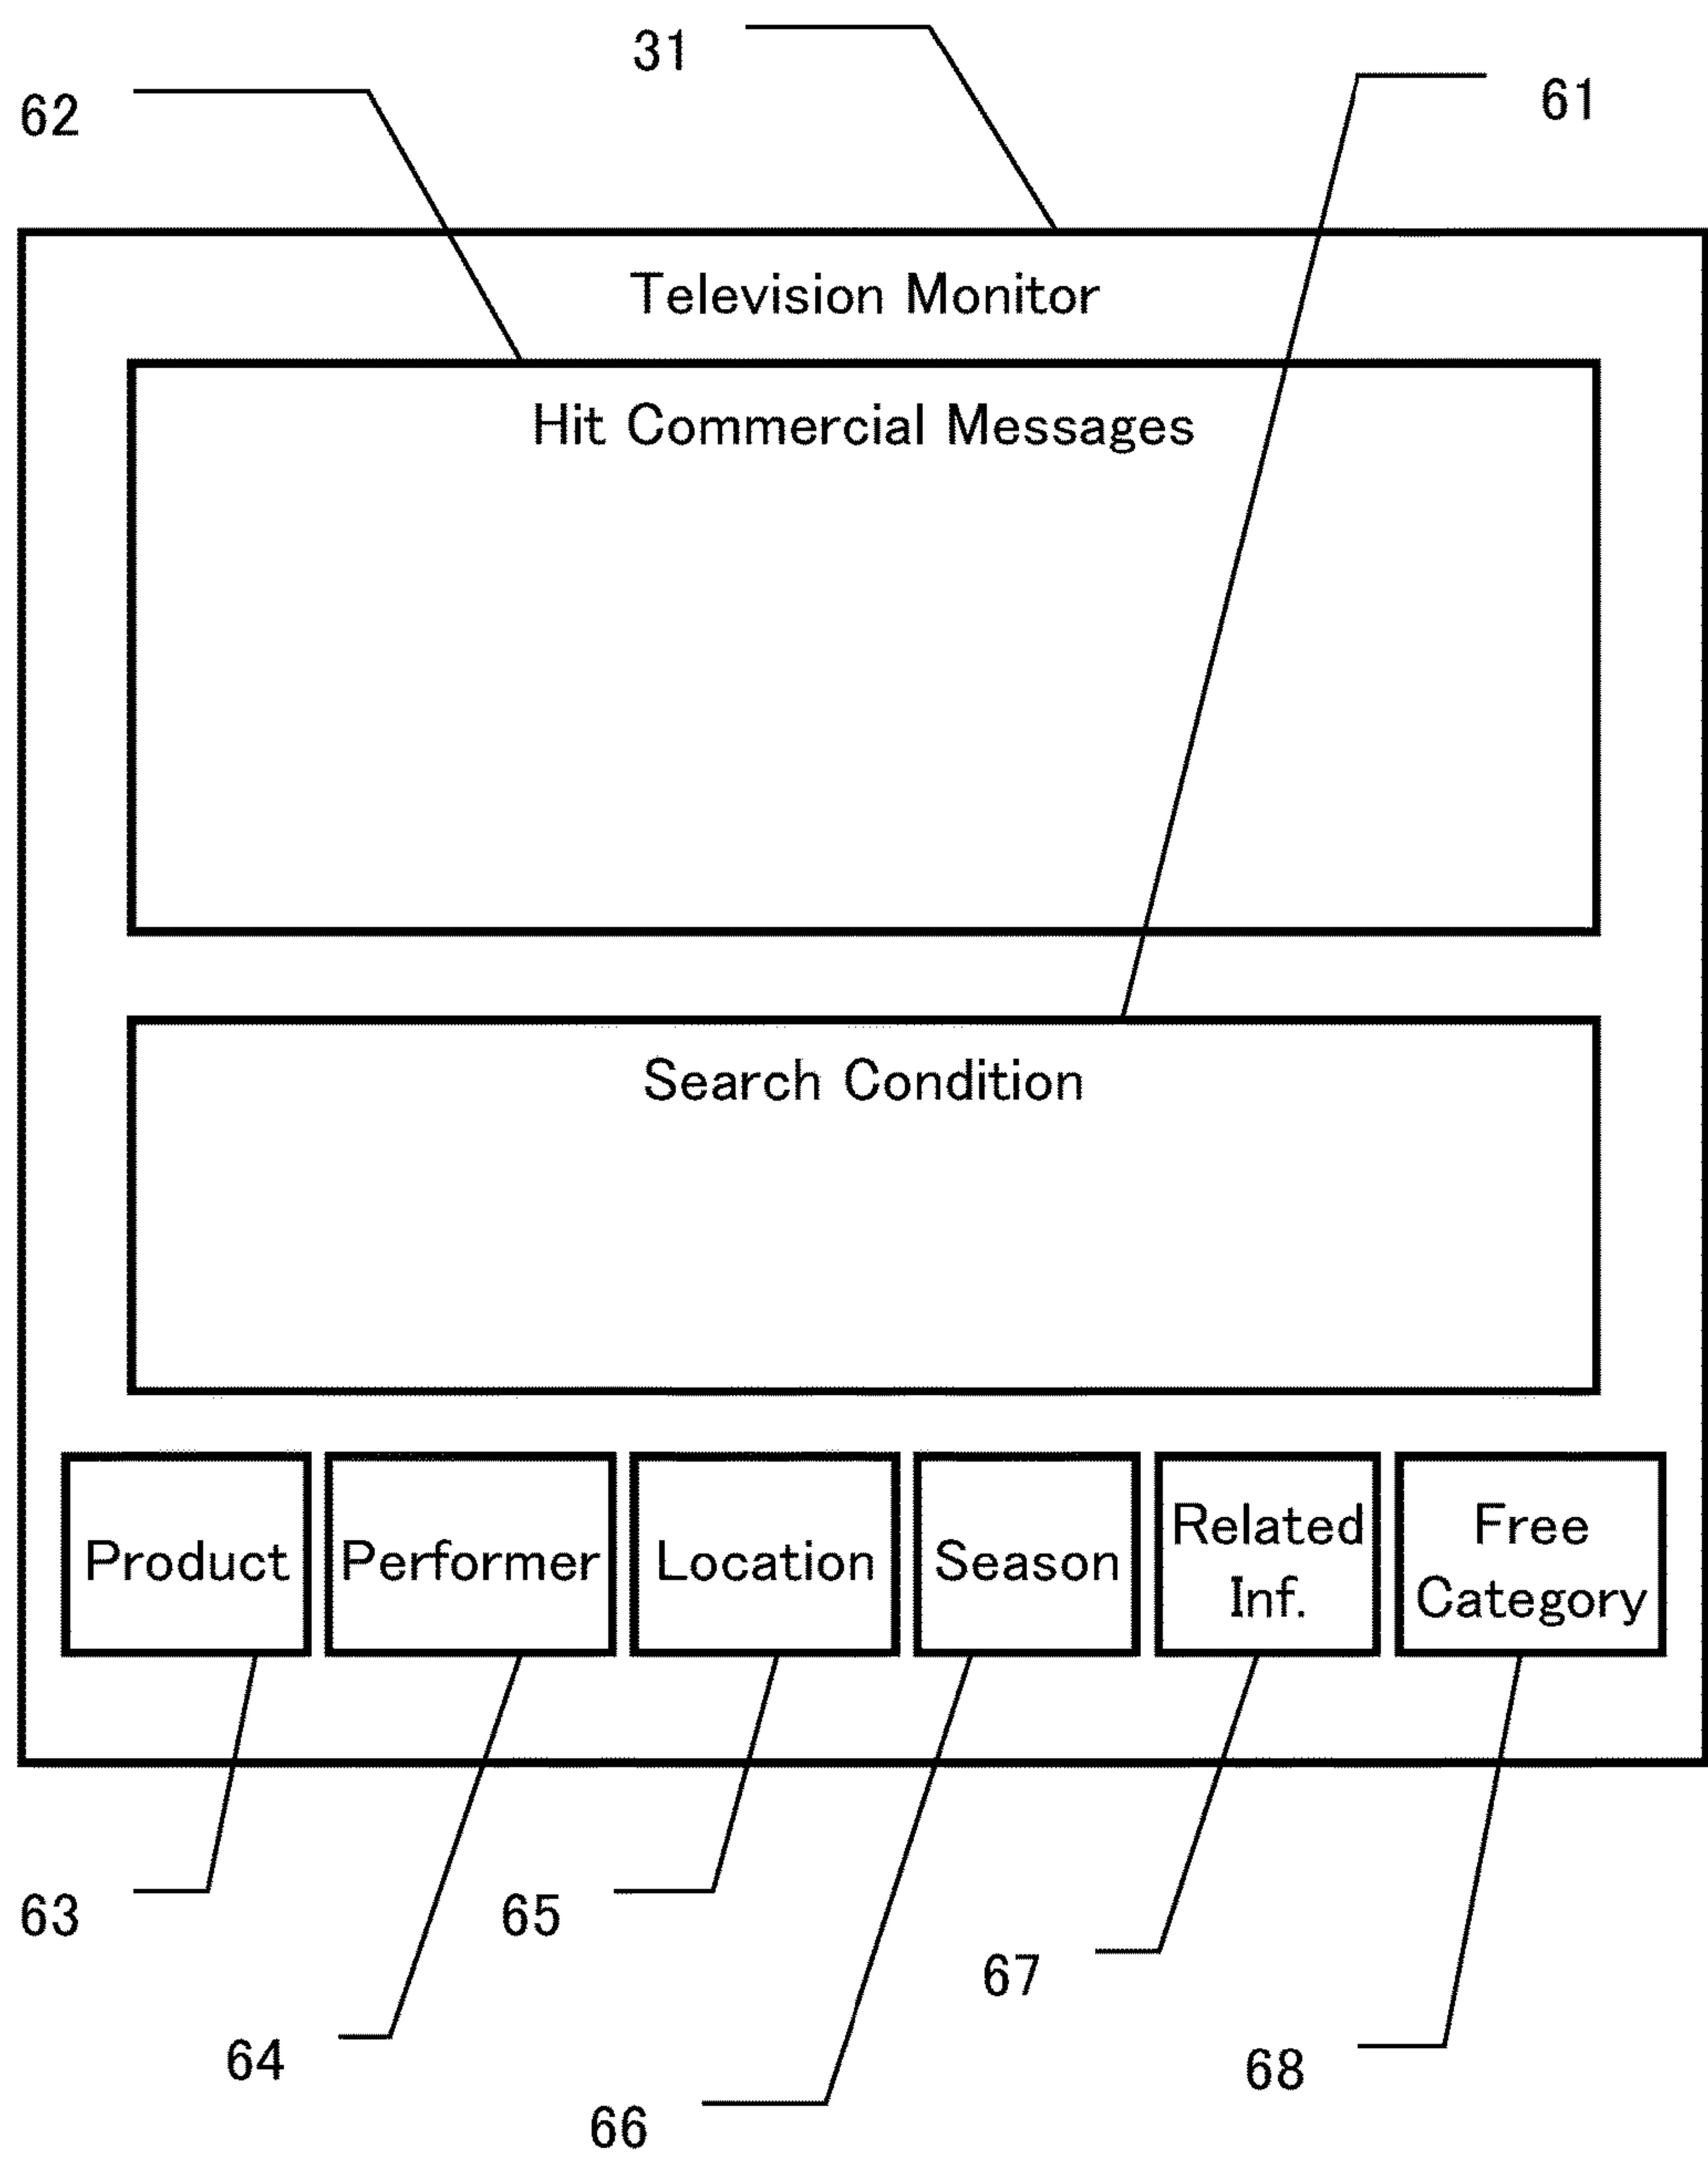 31
61
62
Television Monitor
Hit Commercial Messages
Search Condition
Product
Performer
Location
Season
Related
Inf.
Free
Category
63
65
67
64
68
66